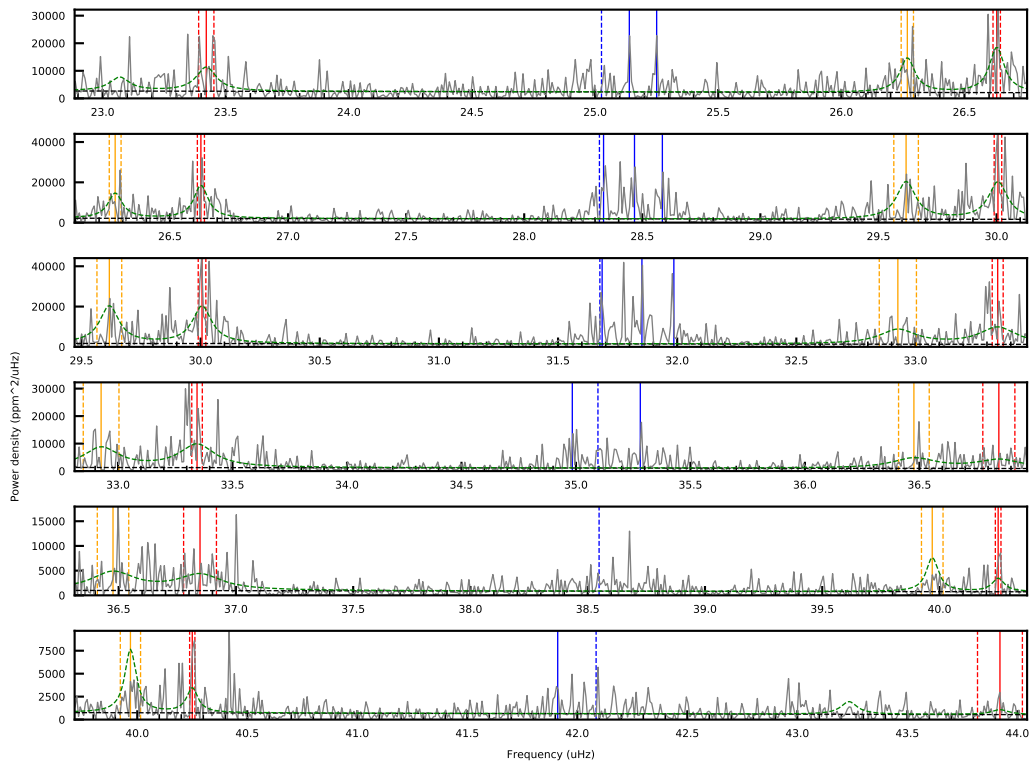 30000
20000
10000
0
23.0 23.5 24.0 24.5 25.0 25.5 26.0 26.5
40000
20000
0
26.5 27.0 27.5 28.0 28.5 29.0 29.5 30.0
40000
20000
0
29.5 30.0 30.5 31.0 31.5 32.0 32.5 33.0
Power density (ppm^2/uHz)
30000
20000
10000
0
33.0 33.5 34.0 34.5 35.0 35.5 36.0 36.5
15000
10000
5000
0
36.5 37.0 37.5 38.0 38.5 39.0 39.5 40.0
7500
5000
2500
0
40.0 40.5 41.0 41.5 42.0 42.5 43.0 43.5 44.0
Frequency (uHz)